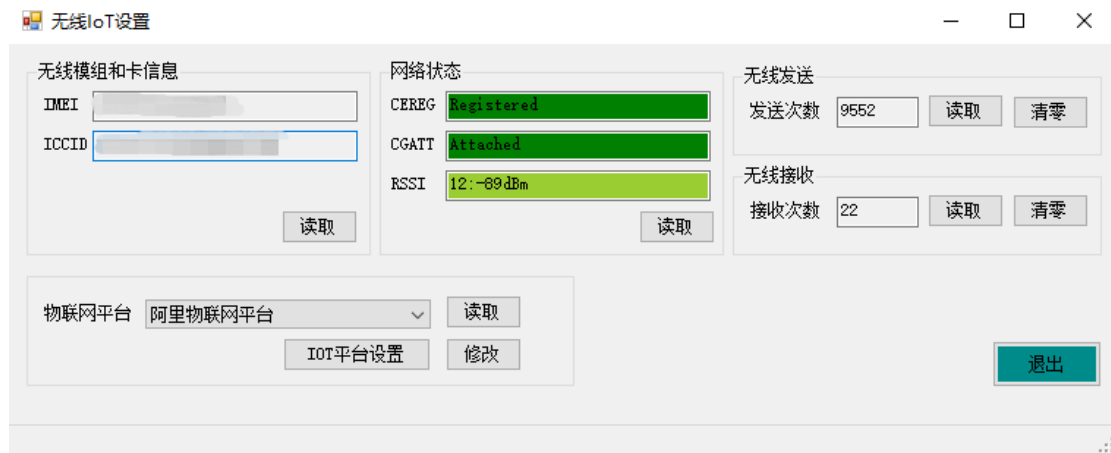 无线IoT设置
无线模组和卡信息
IMEI
ICCID
读取
网络状态
CEREG Registered
CGATT Attached
RSSI 12:-89dBm
读取
无线发送
发送次数 9552 读取 清零
无线接收
接收次数 22 读取 清零
物联网平台 阿里物联网平台 读取
IOT平台设置 修改
退出